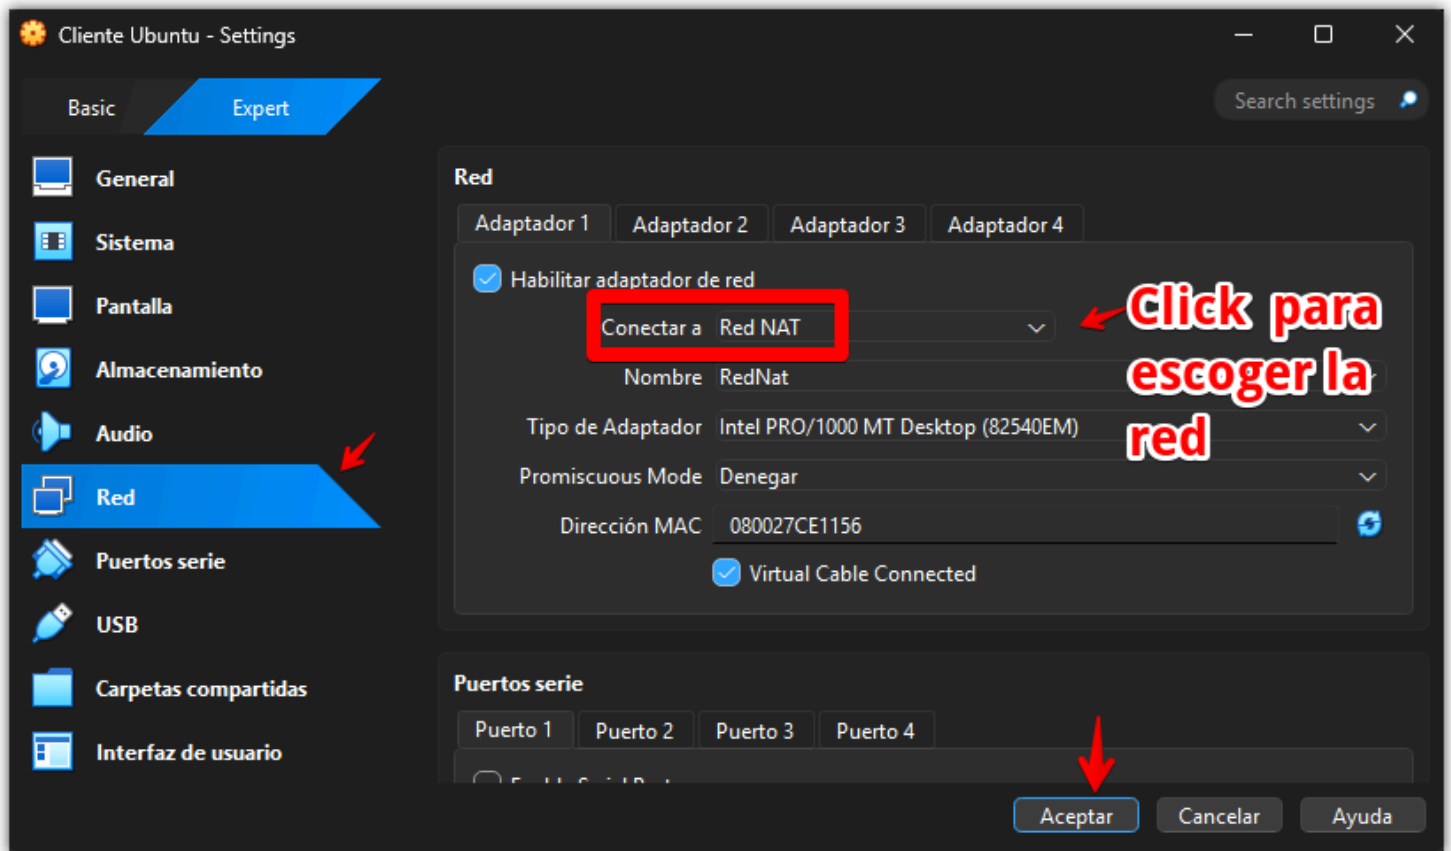 Cliente Ubuntu - Settings
Basic
Expert
Search settings
General
Sistema
Pantalla
Almacenamiento
Audio
Red
Puertos serie
USB
Carpetas compartidas
Interfaz de usuario
Red
Adaptador 1
Adaptador 2
Adaptador 3
Adaptador 4
Habilitar adaptador de red
Conectar a Red NAT
Nombre RedNat
Tipo de Adaptador Intel PRO/1000 MT Desktop (82540EM)
Promiscuous Mode Denegar
Dirección MAC 080027CE1156
Virtual Cable Connected
Click para
escoger la
red
Puertos serie
Puerto 1
Puerto 2
Puerto 3
Puerto 4
Aceptar
Cancelar
Ayuda